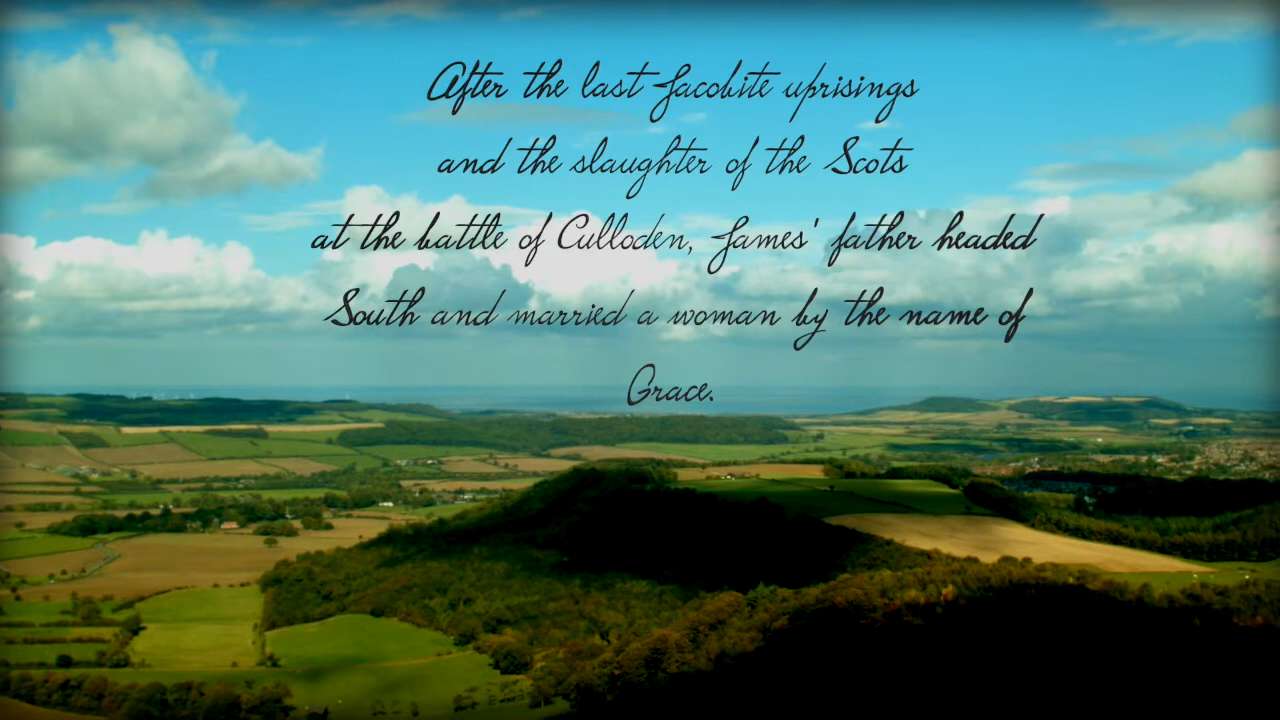 After the last Jacobite uprisings
and the slaughter of the Scots
at the battle of Culloden, James' father headed
South and married a woman by the name of
Grace.